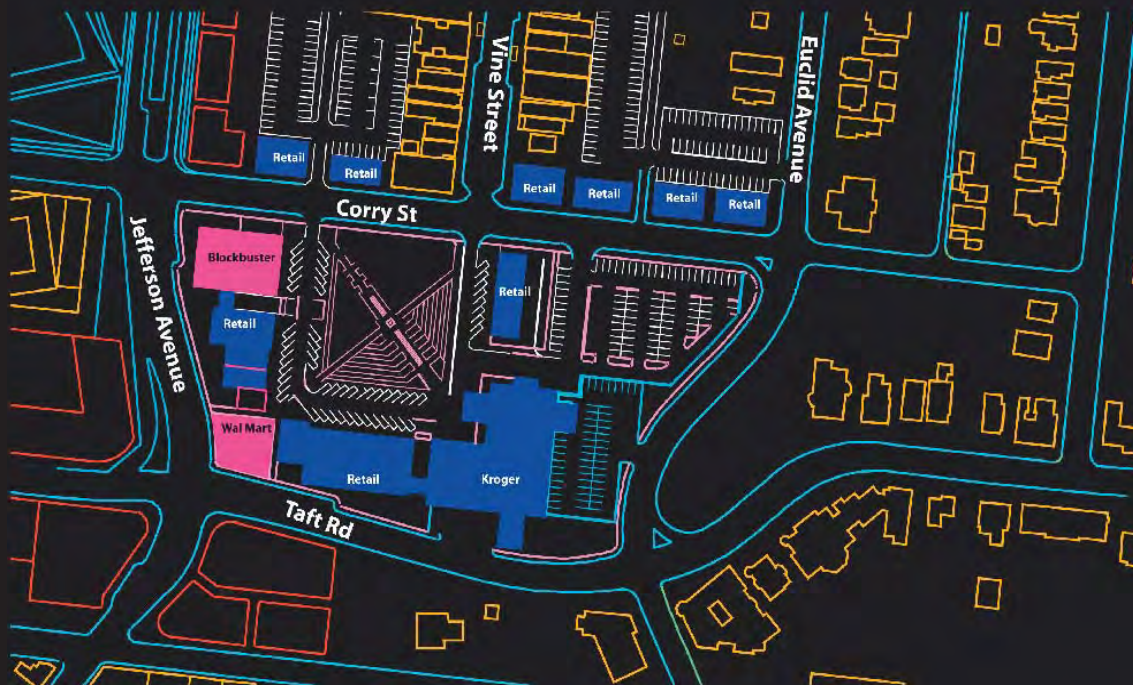 Vine Street
Euclid Avenue
Retail
Retail
Retail
Retail
Retail
Retail
Corry St
Jefferson Avenue
Blockbuster
Retail
Retail
Wal Mart
Retail
Kroger
Taft Rd